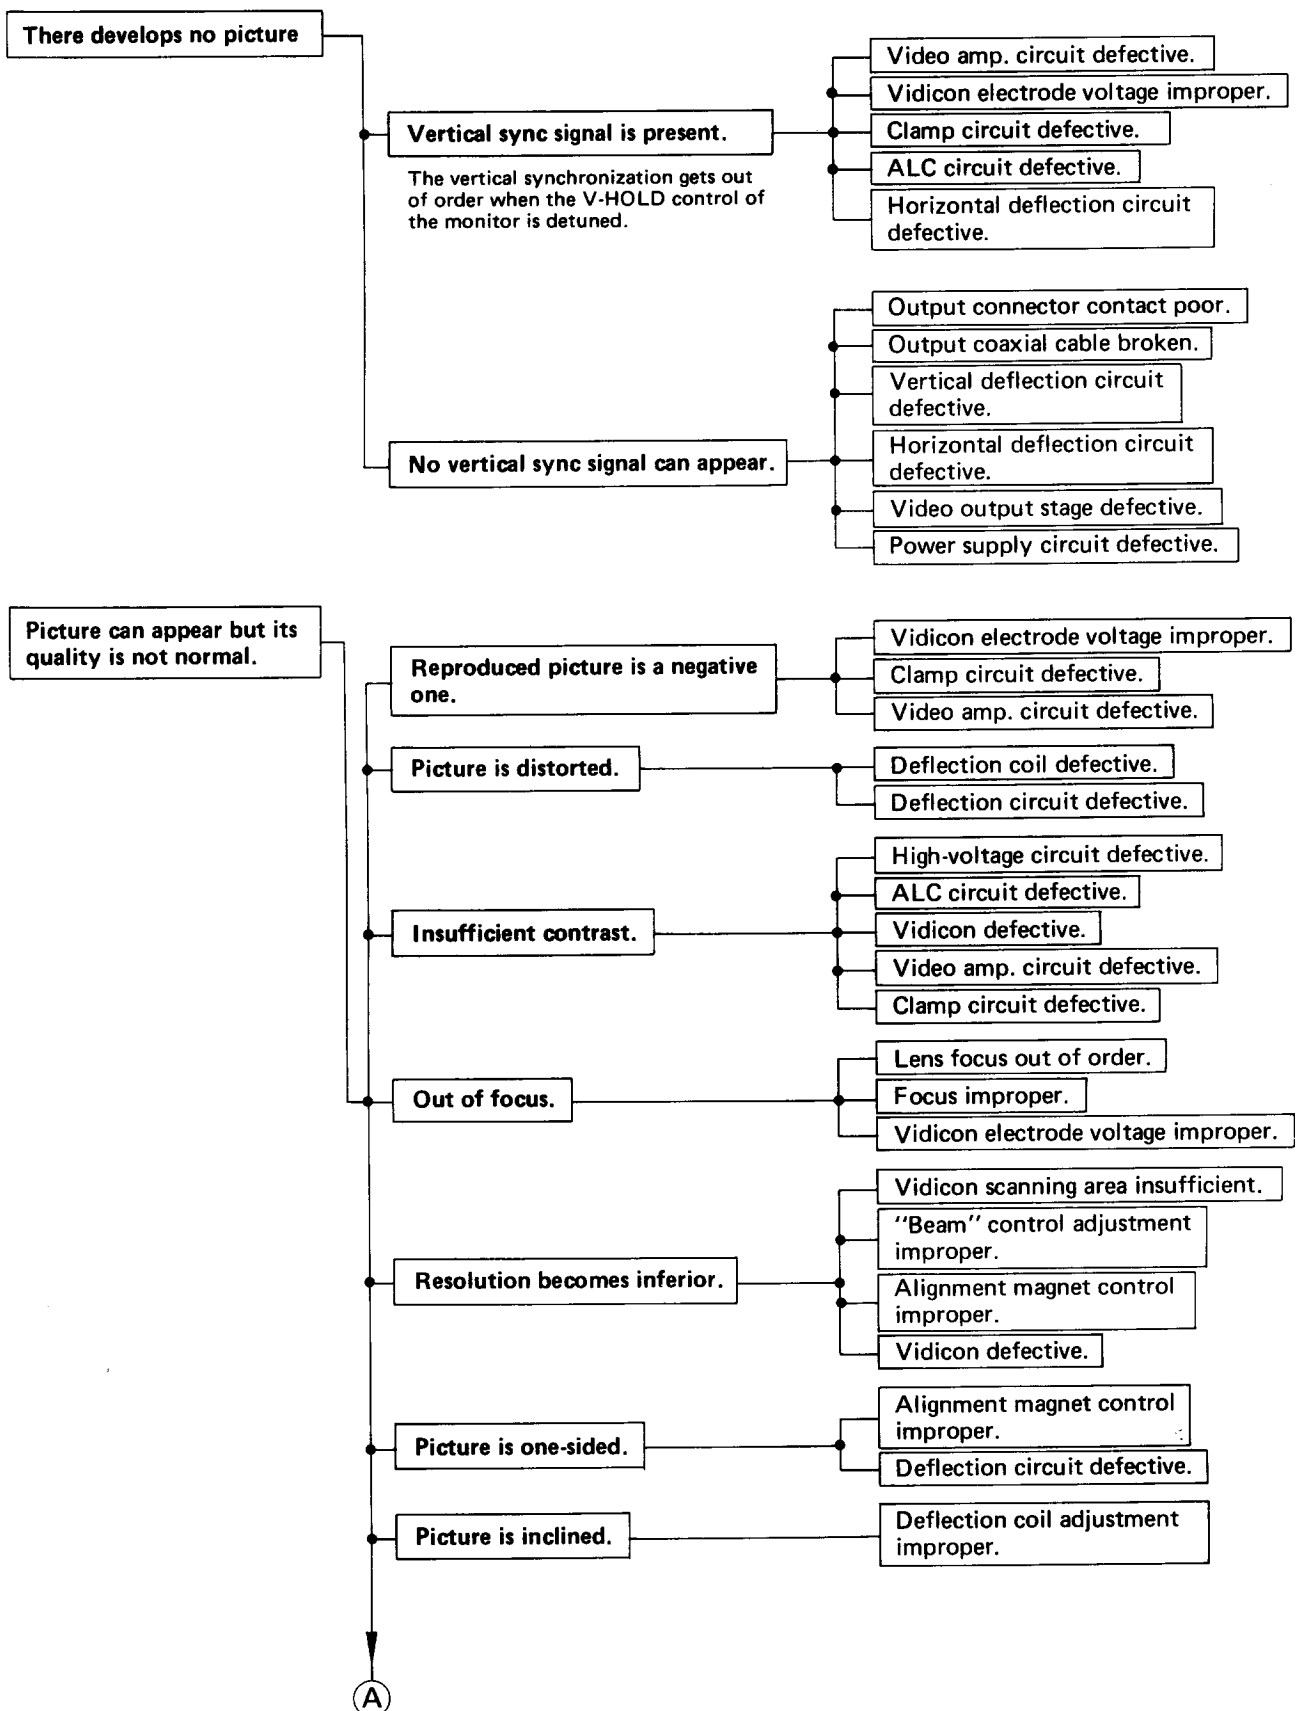 There develops no picture
Vertical sync signal is present.
The vertical synchronization gets out
of order when the V-HOLD control of
the monitor is detuned.
Video amp. circuit defective.
Vidicon electrode voltage improper.
Clamp circuit defective.
ALC circuit defective.
Horizontal deflection circuit
defective.
No vertical sync signal can appear.
Output connector contact poor.
Output coaxial cable broken.
Vertical deflection circuit
defective.
Horizontal deflection circuit
defective.
Video output stage defective.
Power supply circuit defective.
Picture can appear but its
quality is not normal.
Reproduced picture is a negative
one.
Vidicon electrode voltage improper.
Clamp circuit defective.
Video amp. circuit defective.
Picture is distorted.
Deflection coil defective.
Deflection circuit defective.
Insufficient contrast.
High-voltage circuit defective.
ALC circuit defective.
Vidicon defective.
Video amp. circuit defective.
Clamp circuit defective.
Out of focus.
Lens focus out of order.
Focus improper.
Vidicon electrode voltage improper.
Resolution becomes inferior.
Vidicon scanning area insufficient.
"Beam" control adjustment
improper.
Alignment magnet control
improper.
Vidicon defective.
Picture is one-sided.
Alignment magnet control
improper.
Deflection circuit defective.
Picture is inclined.
Deflection coil adjustment
improper.
A